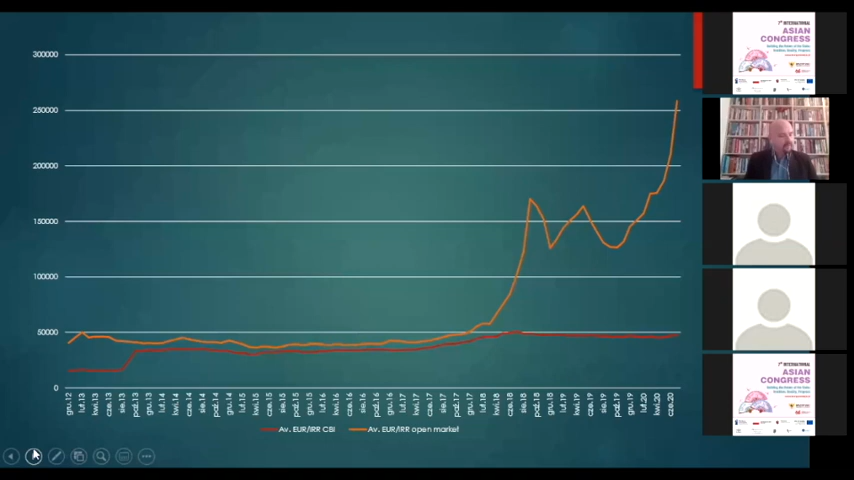 300000
250000
200000
150000
100000
50000
0
gru.12
lut.13
kwi.13
cze.13
sie.13
paź.13
gru.13
lut.14
kwi.14
cze.14
sie.14
paź.14
gru.14
lut.15
kwi.15
cze.15
sie.15
paź.15
gru.15
lut.16
kwi.16
cze.16
sie.16
paź.16
gru.16
lut.17
kwi.17
cze.17
sie.17
paź.17
gru.17
lut.18
kwi.18
cze.18
sie.18
paź.18
gru.18
lut.19
kwi.19
cze.19
sie.19
paź.19
gru.19
lut.20
kwi.20
cze.20
Av. EUR/IRR CBI
Av. EUR/IRR open market
7th INTERNATIONAL
ASIAN
CONGRESS
7th INTERNATIONAL
ASIAN
CONGRESS